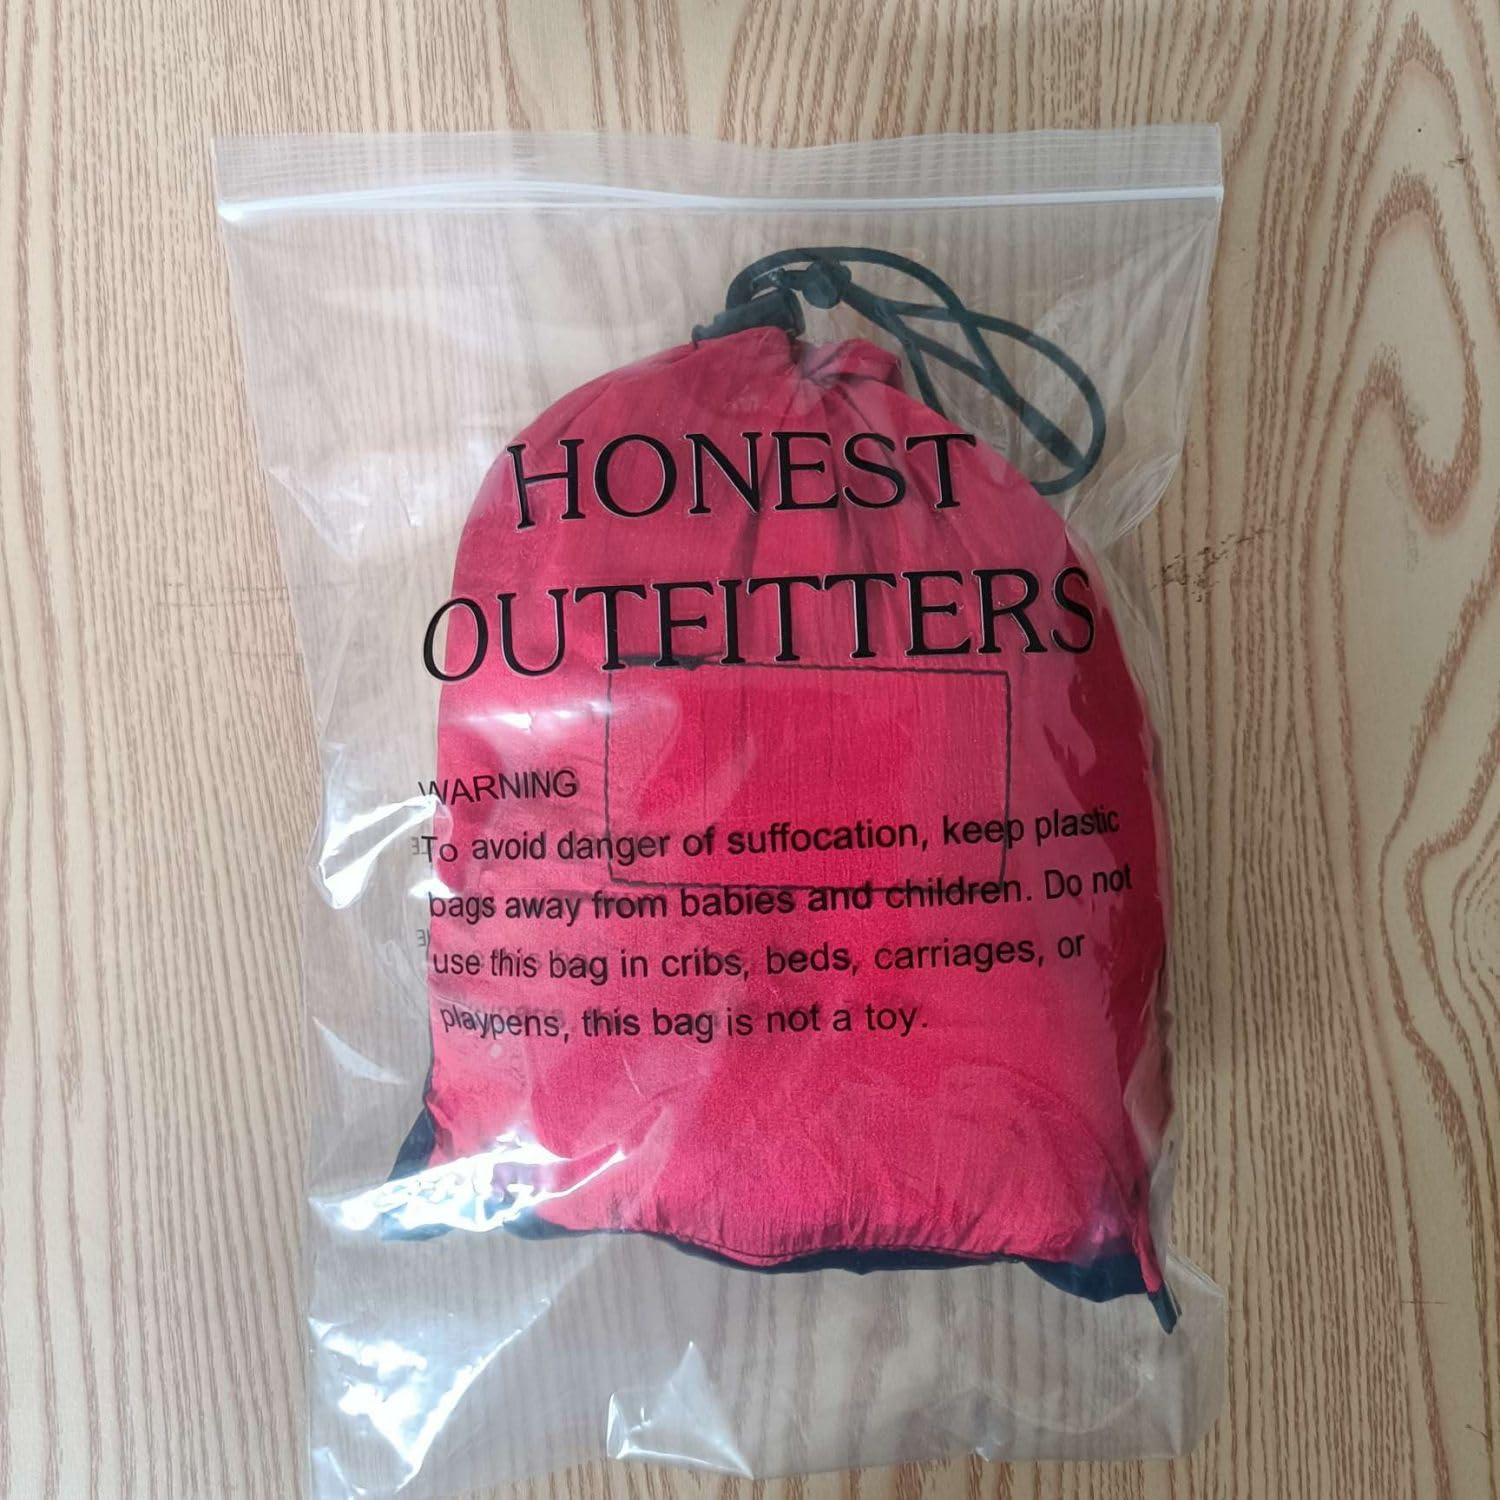 HONEST
OUTFITTERS
WARNING
To avoid danger of suffocation, keep plastic
bags away from babies and children. Do not
use this bag in cribs, beds, carriages, or
playpens, this bag is not a toy.